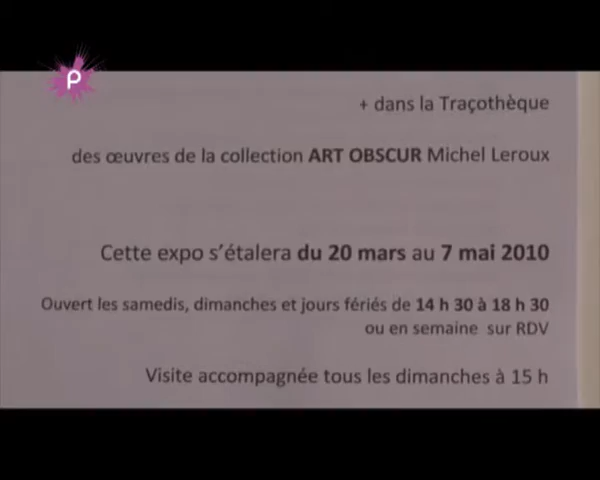 P
+ dans la Traçothèque
des œuvres de la collection ART OBSCUR Michel Leroux
Cette expo s'étalera du 20 mars au 7 mai 2010
Ouvert les samedis, dimanches et jours fériés de 14 h 30 à 18 h 30
ou en semaine sur RDV
Visite accompagnée tous les dimanches à 15 h